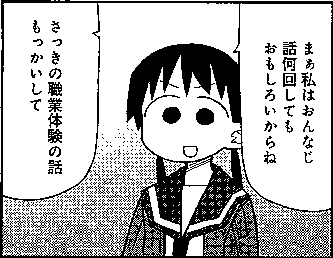 まぁ私はおんなじ
話何回しても
おもしろいからね
さっきの職業体験の話
もっかいして